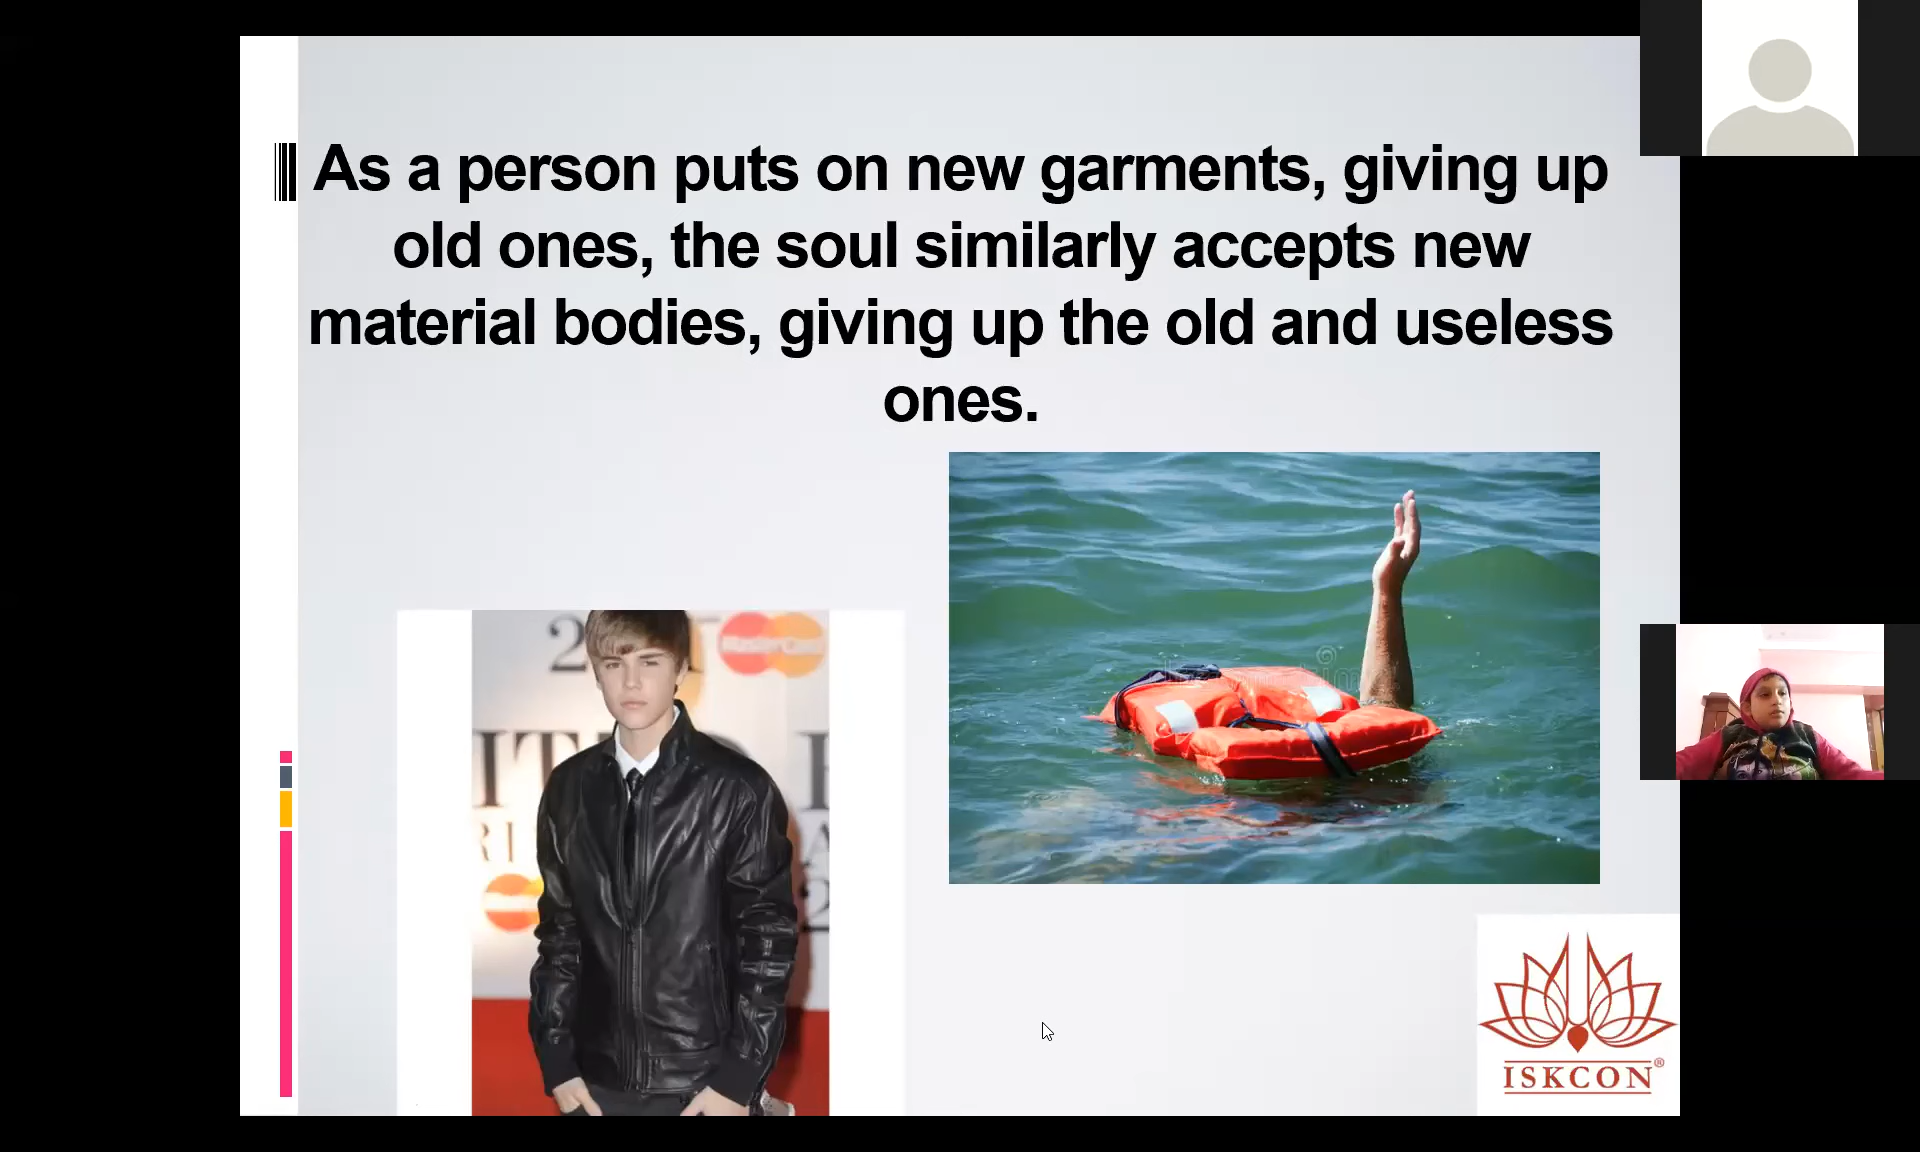 As a person puts on new garments, giving up
old ones, the soul similarly accepts new
material bodies, giving up the old and useless
ones.
MasterCard
ISKCON®